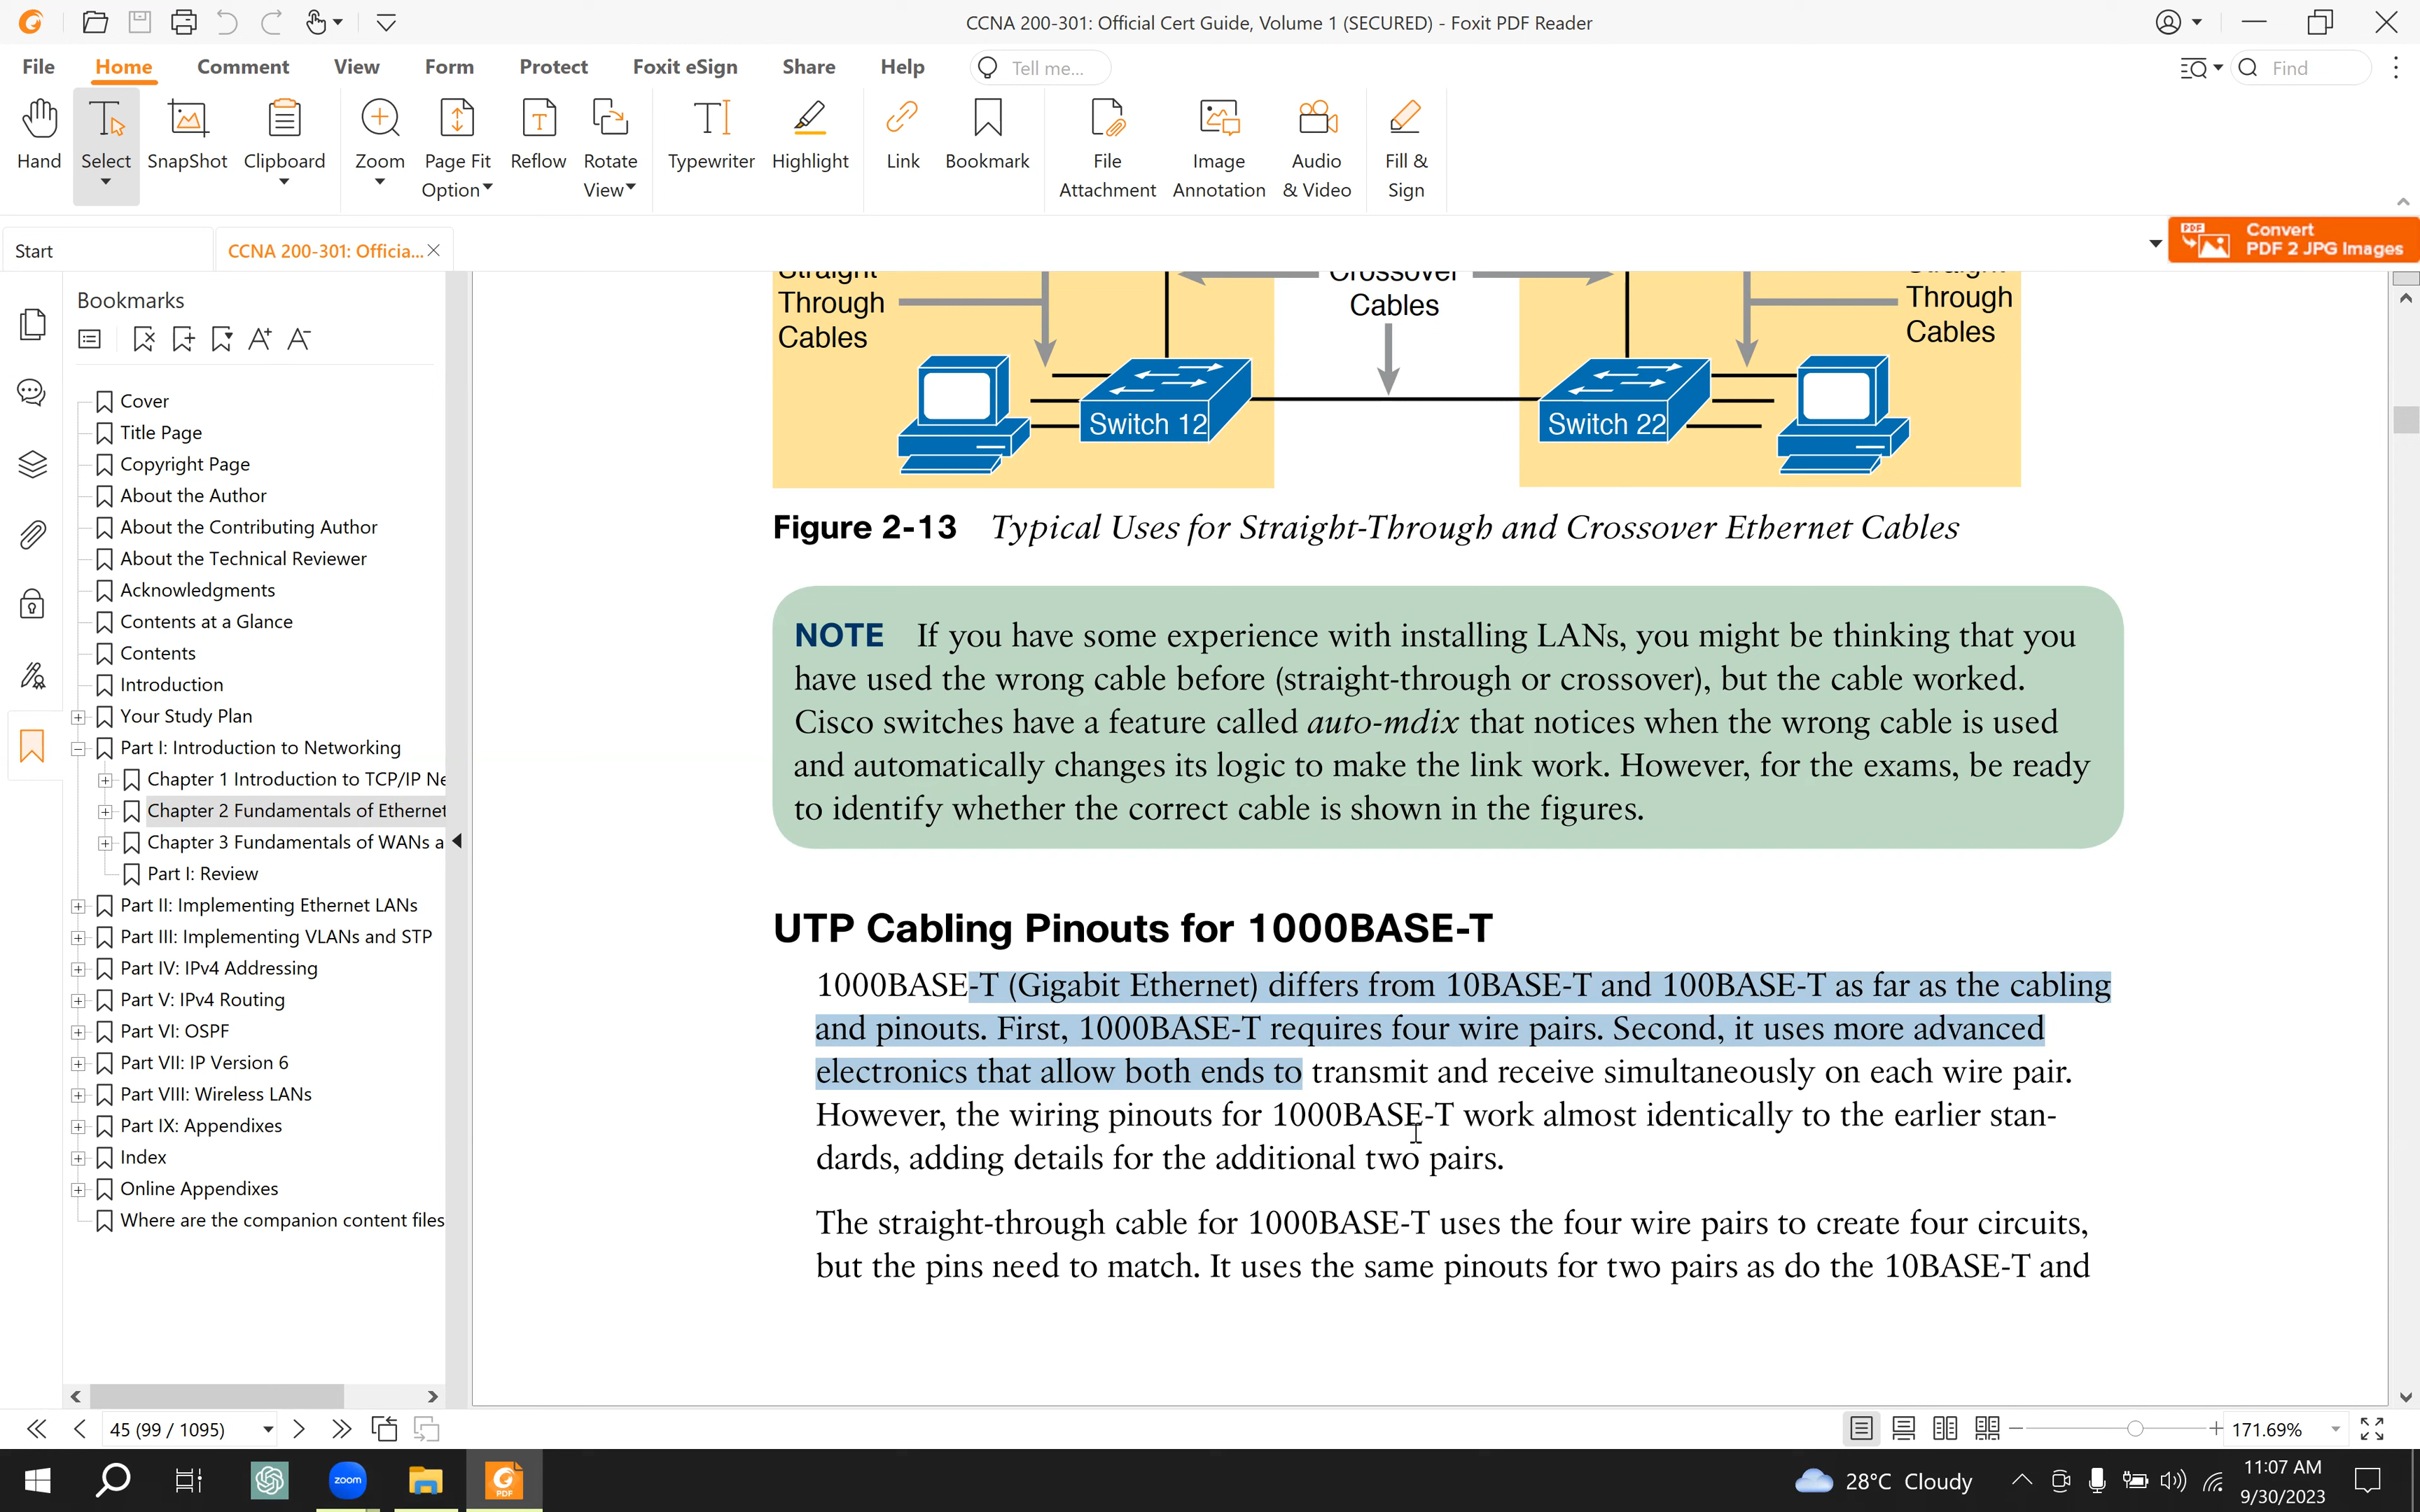 CCNA 200-301: Official Cert Guide, Volume 1 (SECURED) - Foxit PDF Reader
File Home Comment View Form Protect Foxit eSign Share Help Tell me... Find
Hand Select SnapShot Clipboard Zoom Page Fit Option Reflow Rotate View Typewriter Highlight Link Bookmark File Attachment Image Annotation Audio & Video Fill & Sign
Start CCNA 200-301: Officia...
PDF Convert
PDF 2 JPG Images
Bookmarks
Cover
Title Page
Copyright Page
About the Author
About the Contributing Author
About the Technical Reviewer
Acknowledgments
Contents at a Glance
Contents
Introduction
Your Study Plan
Part I: Introduction to Networking
Chapter 1 Introduction to TCP/IP Ne
Chapter 2 Fundamentals of Ethernet
Chapter 3 Fundamentals of WANs a
Part I: Review
Part II: Implementing Ethernet LANs
Part III: Implementing VLANs and STP
Part IV: IPv4 Addressing
Part V: IPv4 Routing
Part VI: OSPF
Part VII: IP Version 6
Part VIII: Wireless LANs
Part IX: Appendixes
Index
Online Appendixes
Where are the companion content files
Straight
Through
Cables
Crossover
Cables
Straight
Through
Cables
Switch 12
Switch 22
Figure 2-13 Typical Uses for Straight-Through and Crossover Ethernet Cables
NOTE If you have some experience with installing LANs, you might be thinking that you
have used the wrong cable before (straight-through or crossover), but the cable worked.
Cisco switches have a feature called auto-mdix that notices when the wrong cable is used
and automatically changes its logic to make the link work. However, for the exams, be ready
to identify whether the correct cable is shown in the figures.
UTP Cabling Pinouts for 1000BASE-T
1000BASE-T (Gigabit Ethernet) differs from 10BASE-T and 100BASE-T as far as the cabling
and pinouts. First, 1000BASE-T requires four wire pairs. Second, it uses more advanced
electronics that allow both ends to transmit and receive simultaneously on each wire pair.
However, the wiring pinouts for 1000BASE-T work almost identically to the earlier stan-
dards, adding details for the additional two pairs.
The straight-through cable for 1000BASE-T uses the four wire pairs to create four circuits,
but the pins need to match. It uses the same pinouts for two pairs as do the 10BASE-T and
45 (99 / 1095)
171.69%
zoom
PDF
28°C Cloudy
11:07 AM
9/30/2023